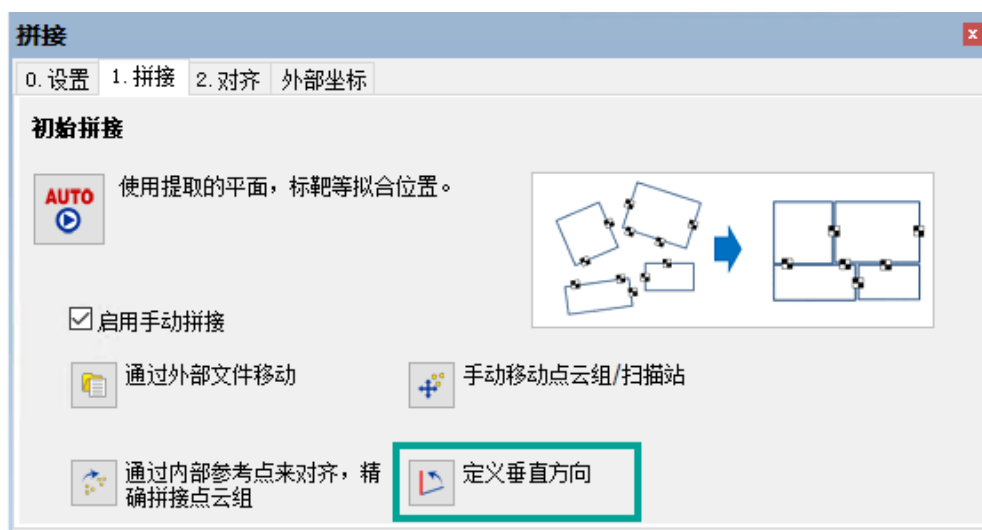 拼接
0. 设置 1. 拼接 2. 对齐 外部坐标
初始拼接
AUTO
使用提取的平面，标靶等拟合位置。
启用手动拼接
通过外部文件移动
手动移动点云组/扫描站
通过内部参考点来对齐，精
确拼接点云组
定义垂直方向